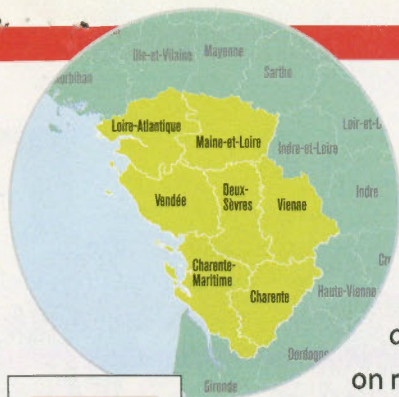 Ille-et-Vilaine
Mayenne
Sarthe
Loire-Atlantique
Maine-et-Loire
Indre-et-Loire
Indre
Vendée
Deux-
Sèvres
Vienne
Charente-
Maritime
Charente
Haute-Vienne
Dordogne
Gironde